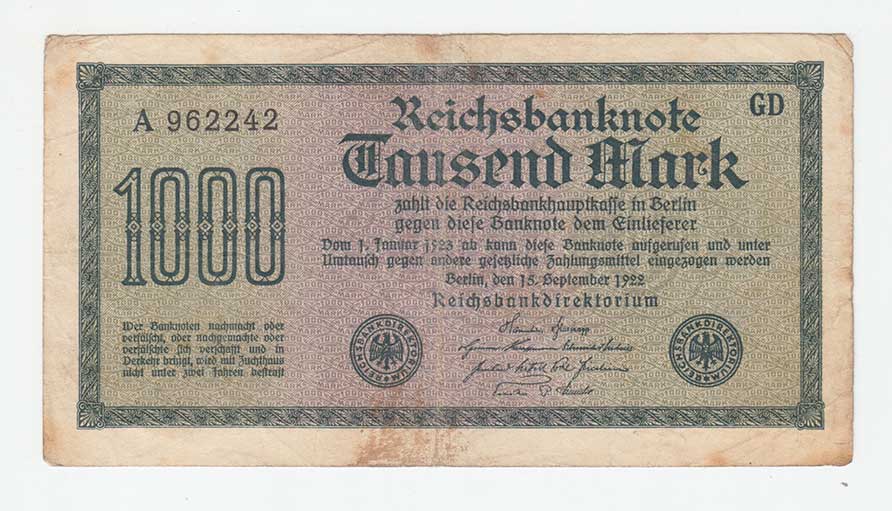 A 962242
GD
Reichsbanknote
Tausend Mark
1000
zahlt die Reichsbankhauptkasse in Berlin
gegen diese Banknote dem Einlieferer
Vom 1. Januar 1923 ab kann diese Banknote aufgerufen und unter
Umtausch gegen andere gesetzliche Zahlungsmittel eingezogen werden
Berlin, den 15. September 1922
Reichsbankdirektorium
Wer Banknoten nachmacht oder
verfälscht, oder nachgemachte oder
verfälschte sich verschafft und in
Verkehr bringt, wird mit Zuchthaus
nicht unter zwei Jahren bestraft
REICHSBANKDIREKTORIUM
REICHSBANKDIREKTORIUM